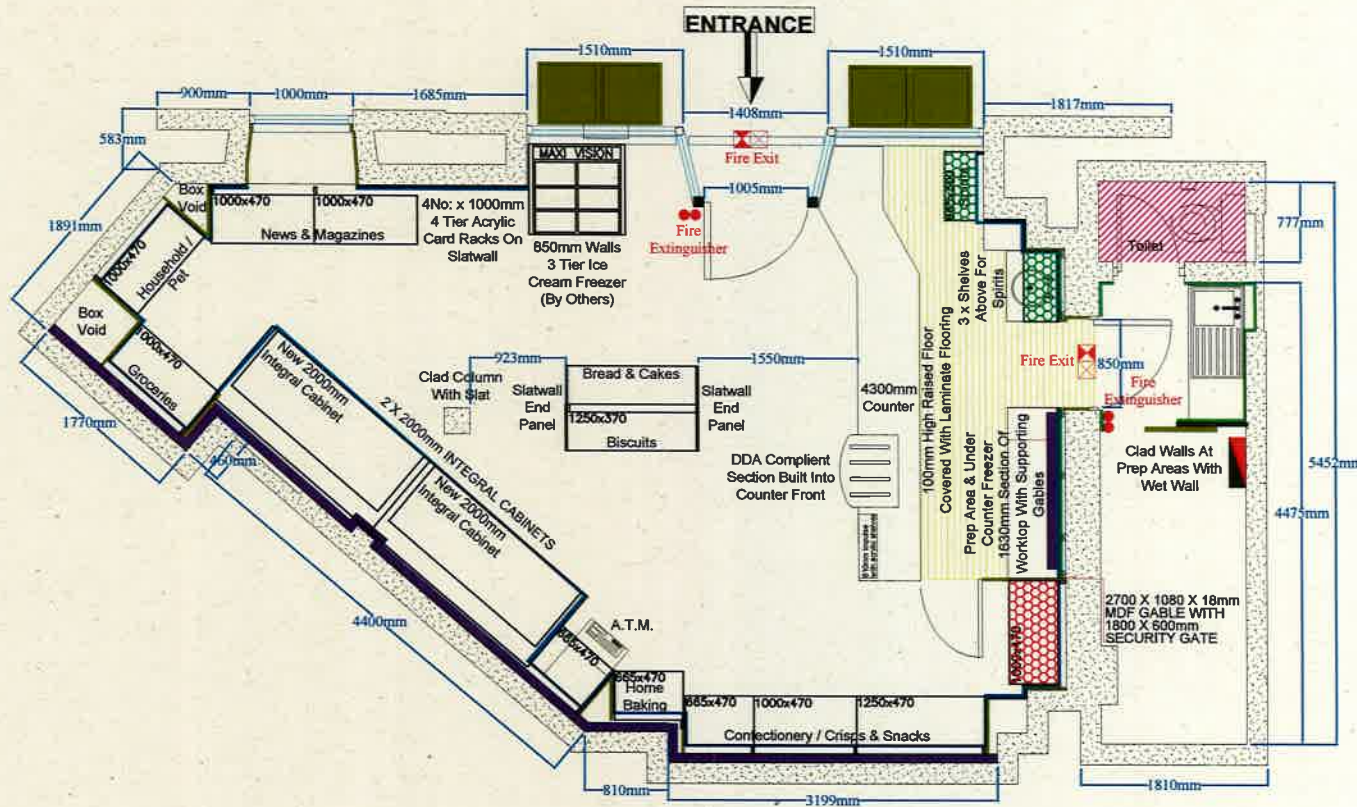 ENTRANCE
1510mm
1510mm
900mm
1000mm
1685mm
1408mm
1817mm
583mm
Fire Exit
MAXI VISION
1005mm
Box
Void
1000x470
1000x470
News & Magazines
4No: x 1000mm
4 Tier Acrylic
Card Racks On
Slatwall
850mm Walls
3 Tier Ice
Cream Freezer
(By Others)
Fire
Extinguisher
1891mm
1000x470
Household /
Pet
Box
Void
1000x470
Groceries
1770mm
460mm
New 2000mm
Integral Cabinet
2 X 2000mm INTEGRAL CABINETS
New 2000mm
Integral Cabinet
4400mm
923mm
Clad Column
With Slat
Slatwall
End
Panel
Bread & Cakes
1250x370
Biscuits
Slatwall
End
Panel
1550mm
4300mm
Counter
DDA Complient
Section Built Into
Counter Front
100mm High Raised Floor
Covered With Laminate Flooring
3 x Shelves
Above For
Spirits
Prep Area & Under
Counter Freezer
1630mm Section Of
Worktop With Supporting
Gables
Toilet
777mm
Fire Exit
850mm
Fire
Extinguisher
Clad Walls At
Prep Areas With
Wet Wall
5452mm
4475mm
2700 X 1080 X 18mm
MDF GABLE WITH
1800 X 600mm
SECURITY GATE
1000x470
A.T.M.
665x470
665x470
Home
Baking
665x470
1000x470
1250x470
Confectionery / Crisps & Snacks
810mm
3199mm
1810mm